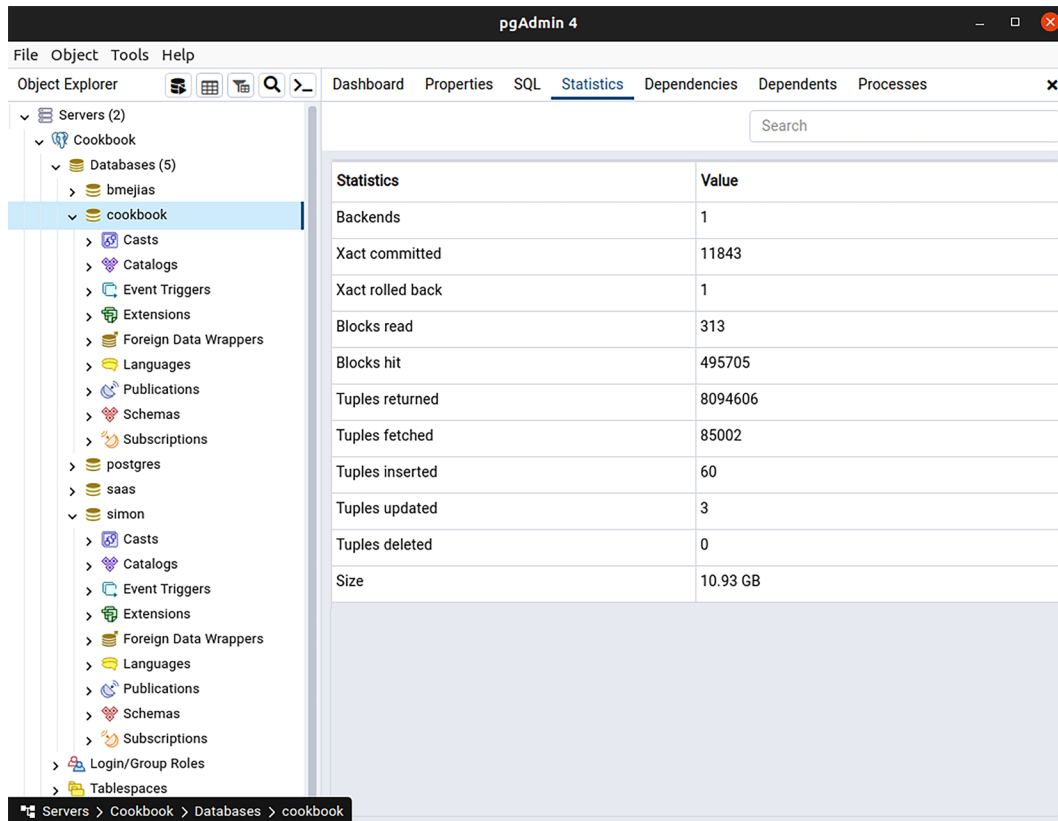 pgAdmin 4
File Object Tools Help
Object Explorer
Dashboard Properties SQL Statistics Dependencies Dependents Processes
Servers (2)
Cookbook
Databases (5)
bmejias
cookbook
Casts
Catalogs
Event Triggers
Extensions
Foreign Data Wrappers
Languages
Publications
Schemas
Subscriptions
postgres
saas
simon
Casts
Catalogs
Event Triggers
Extensions
Foreign Data Wrappers
Languages
Publications
Schemas
Subscriptions
Login/Group Roles
Tablespaces
Servers > Cookbook > Databases > cookbook
Search
Statistics Value
Backends 1
Xact committed 11843
Xact rolled back 1
Blocks read 313
Blocks hit 495705
Tuples returned 8094606
Tuples fetched 85002
Tuples inserted 60
Tuples updated 3
Tuples deleted 0
Size 10.93 GB